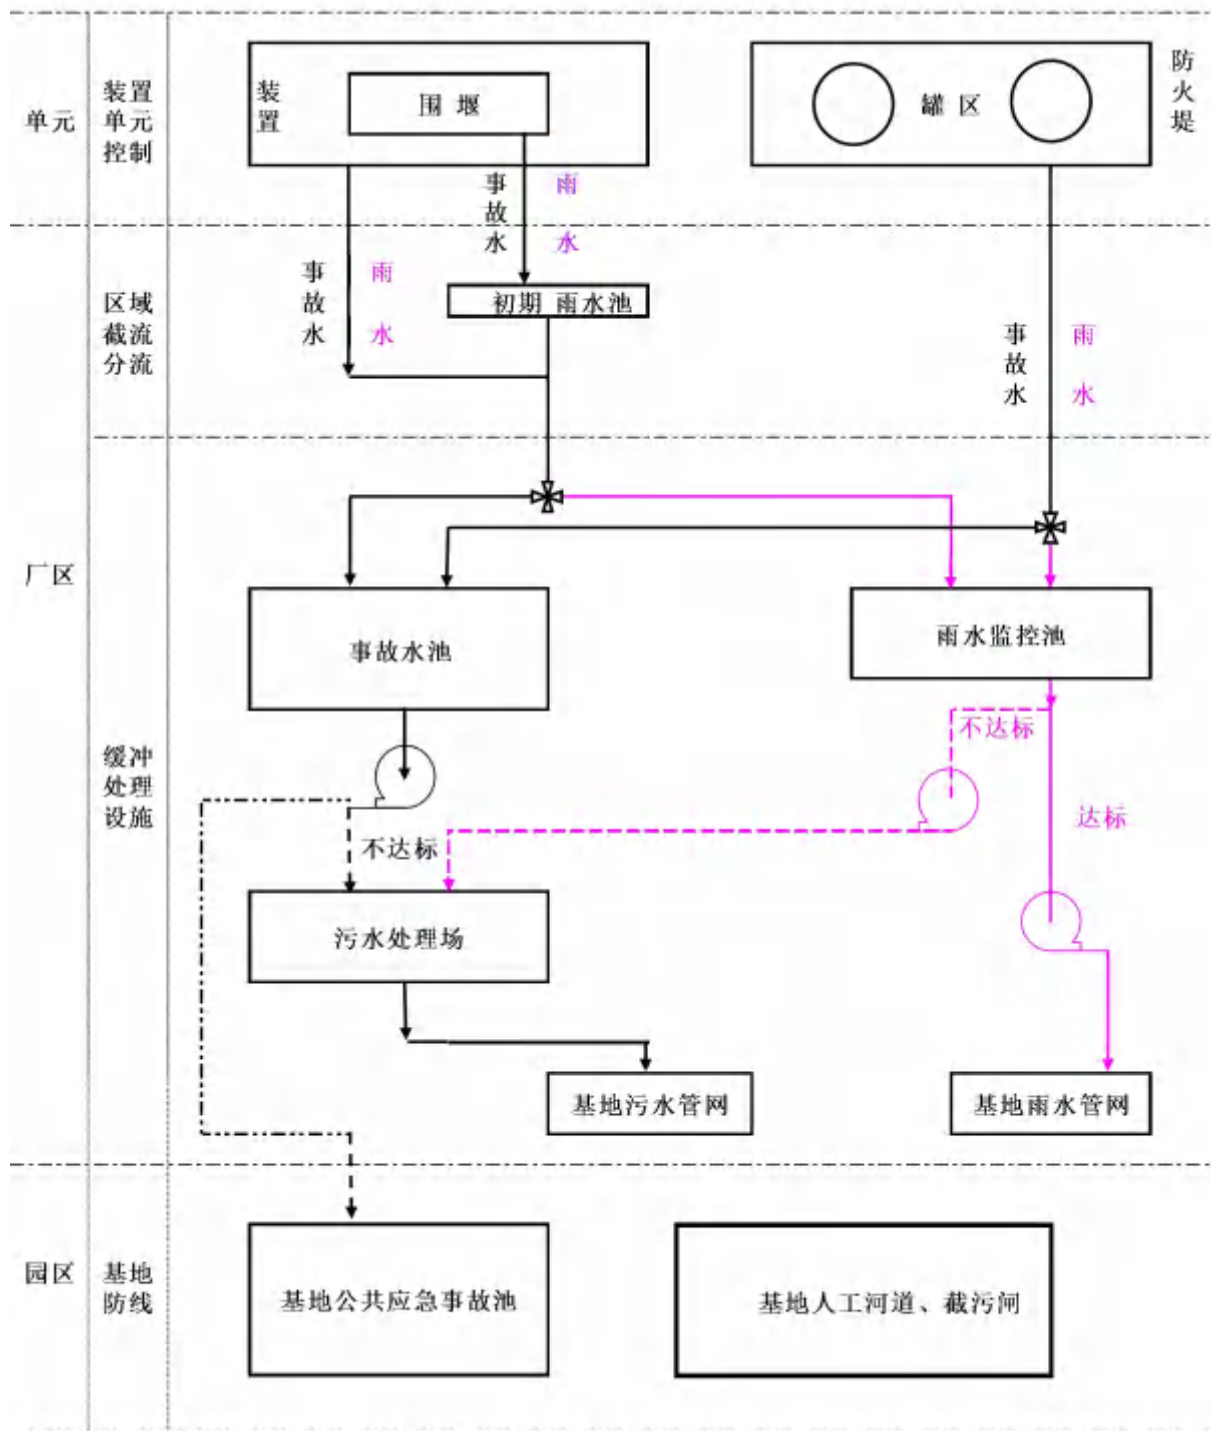 单元
装置
单元
控制
装
置
围 堰
罐 区
防
火
堤
事
故
水
雨
水
事
故
水
雨
水
区域
截流
分流
初期 雨水池
事
故
水
雨
水
厂区
事故水池
雨水监控池
缓冲
处理
设施
不达标
达标
不达标
污水处理场
基地污水管网
基地雨水管网
园区
基地
防线
基地公共应急事故池
基地人工河道、截污闸